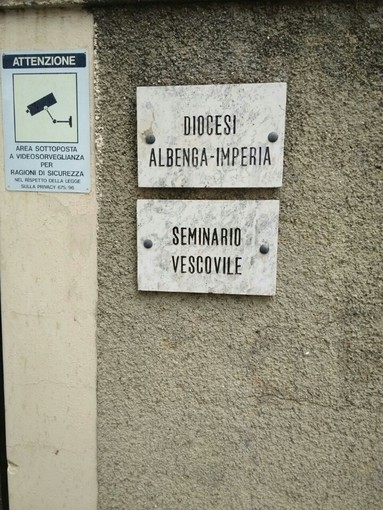 ATTENZIONE
AREA SOTTOPOSTA
A VIDEOSORVEGLIANZA
PER
RAGIONI DI SICUREZZA
NEL RISPETTO DELLA LEGGE
SULLA PRIVACY 675/96
DIOCESI
ALBENGA-IMPERIA
SEMINARIO
VESCOVILE